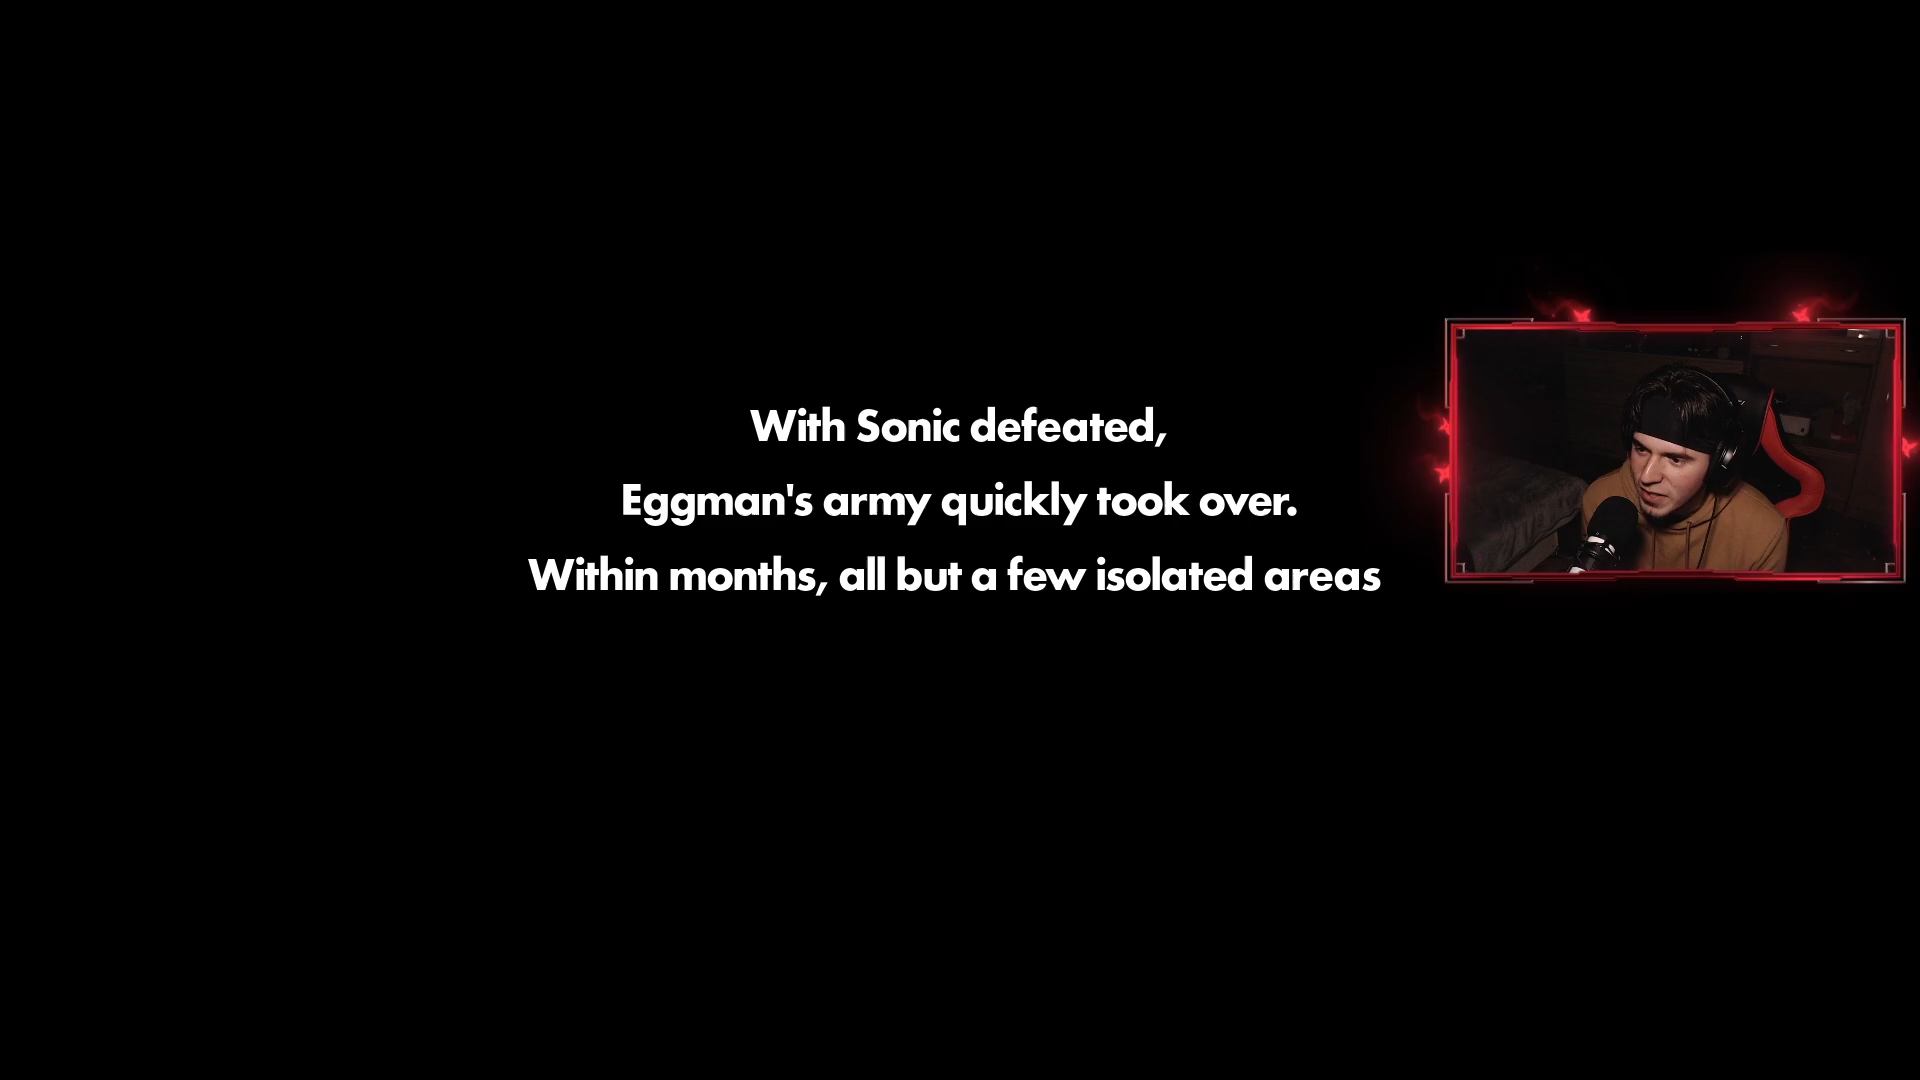 With Sonic defeated,
Eggman's army quickly took over.
Within months, all but a few isolated areas